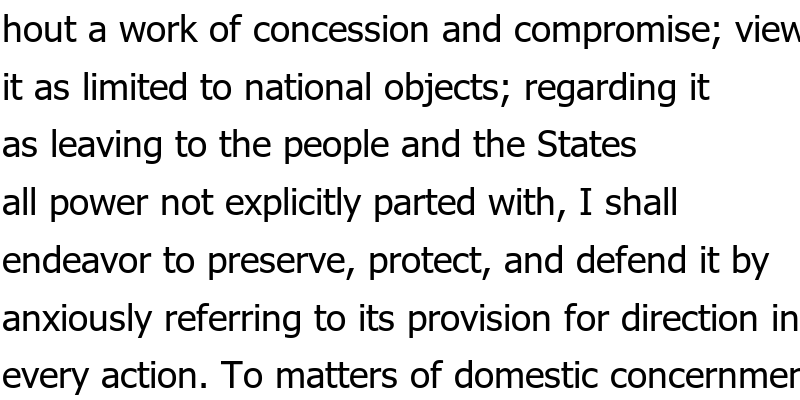 hout a work of concession and compromise; view
it as limited to national objects; regarding it
as leaving to the people and the States
all power not explicitly parted with, I shall
endeavor to preserve, protect, and defend it by
anxiously referring to its provision for direction in
every action. To matters of domestic concernmen